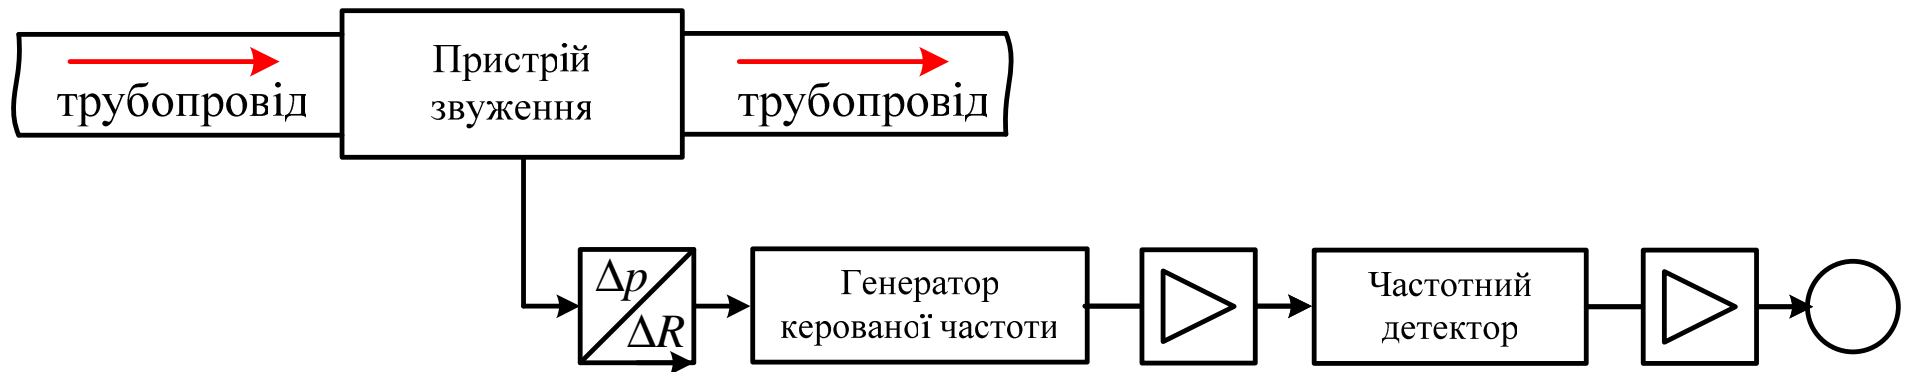 Пристрій
звуження
трубопровід
трубопровід
Δp
ΔR
Генератор
керованої частоти
Частотний
детектор